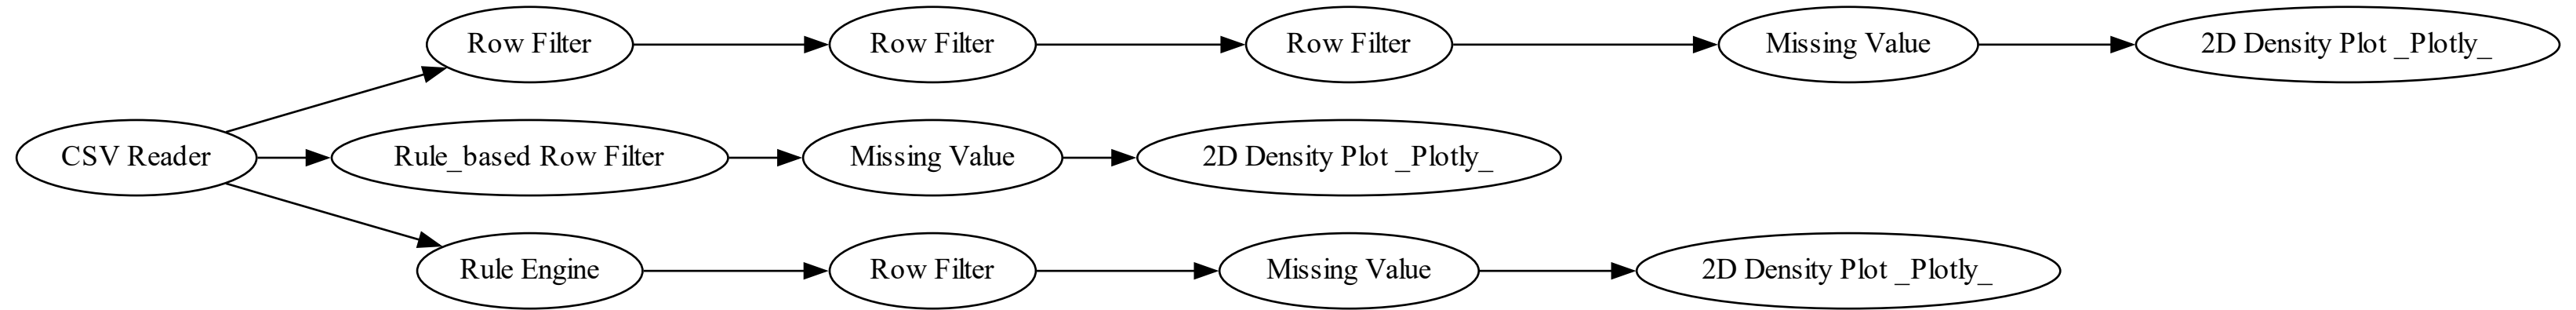 Row Filter
Row Filter
Row Filter
Missing Value
2D Density Plot _Plotly_
CSV Reader
Rule_based Row Filter
Missing Value
2D Density Plot _Plotly_
Rule Engine
Row Filter
Missing Value
2D Density Plot _Plotly_